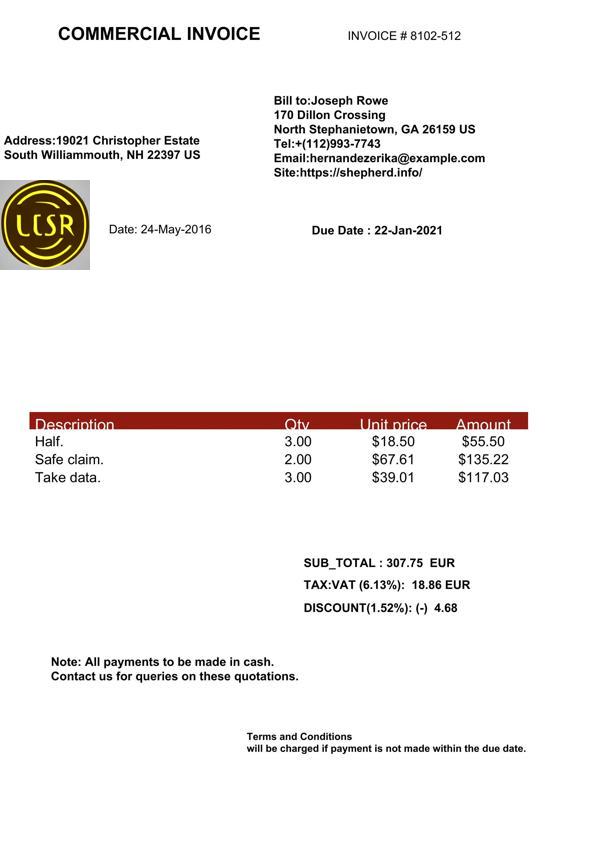 COMMERCIAL INVOICE
INVOICE # 8102-512
Bill to:Joseph Rowe
170 Dillon Crossing
North Stephanietown, GA 26159 US
Tel:+(112)993-7743
Email:hernandezerika@example.com
Site:https://shepherd.info/
Address:19021 Christopher Estate
South Williammouth, NH 22397 US
Date: 24-May-2016
Due Date : 22-Jan-2021
Description Qty Unit price Amount
Half. 3.00 $18.50 $55.50
Safe claim. 2.00 $67.61 $135.22
Take data. 3.00 $39.01 $117.03
SUB_TOTAL : 307.75 EUR
TAX:VAT (6.13%): 18.86 EUR
DISCOUNT(1.52%): (-) 4.68
Note: All payments to be made in cash.
Contact us for queries on these quotations.
Terms and Conditions
will be charged if payment is not made within the due date.